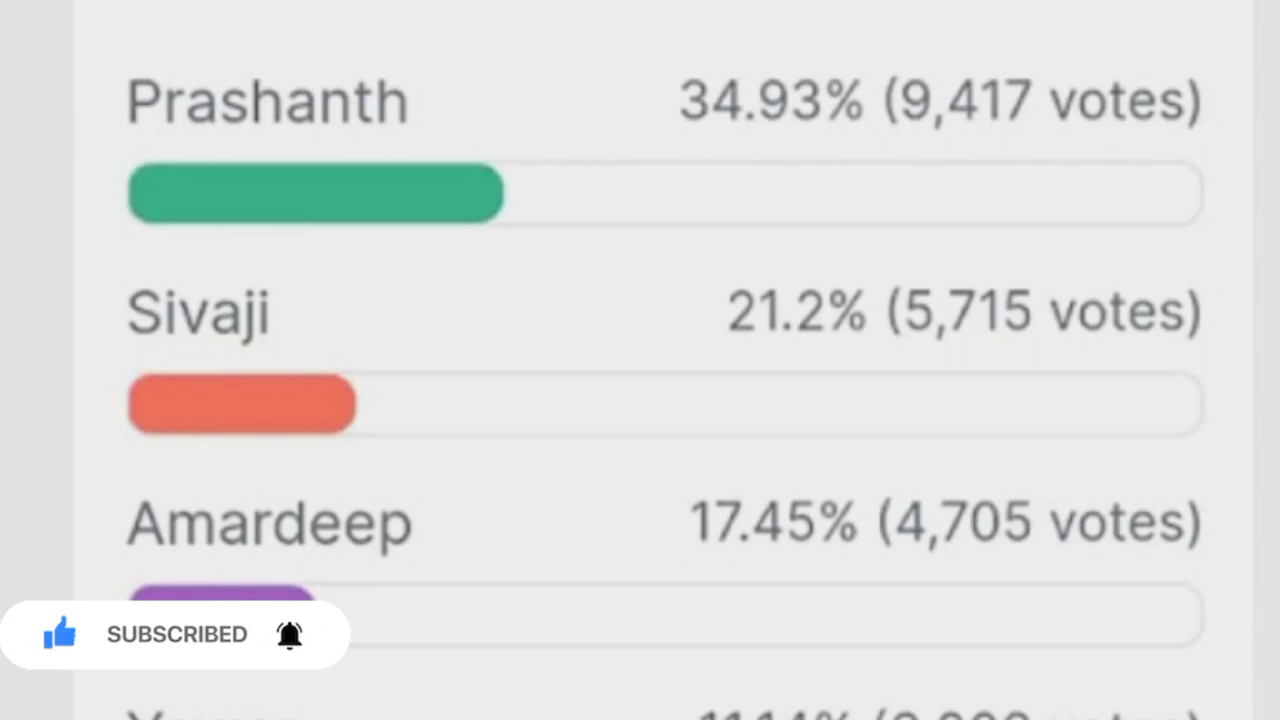 Prashanth 34.93% (9,417 votes)
Sivaji 21.2% (5,715 votes)
Amardeep 17.45% (4,705 votes)
SUBSCRIBED